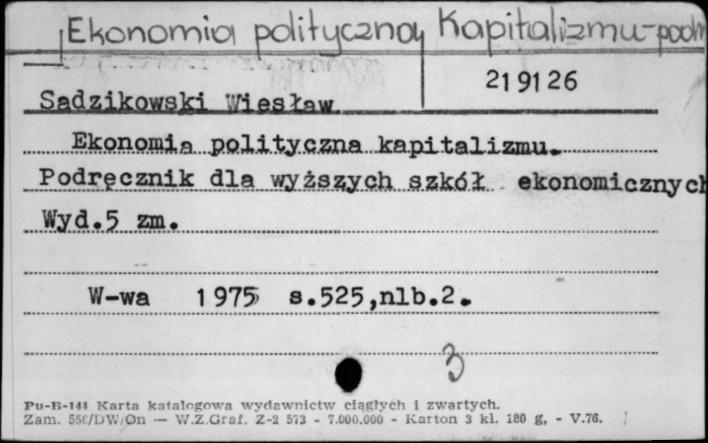 Ekonomia polityczna Kapitalizmu-podr
219126
Sadzikowski Wiesław
Ekonomia polityczna kapitalizmu.
Podręcznik dla wyższych szkół ekonomicznych
Wyd.5 zm.
W-wa 1975 s.525,nlb.2.
3
Pu-B-141 Karta katalogowa wydawnictw ciągłych i zwartych.
Zam. 550/DW/On — W.Z.Graf. Z-2 573 - 7.000.000 - Karton 3 kl. 180 g. - V.76.